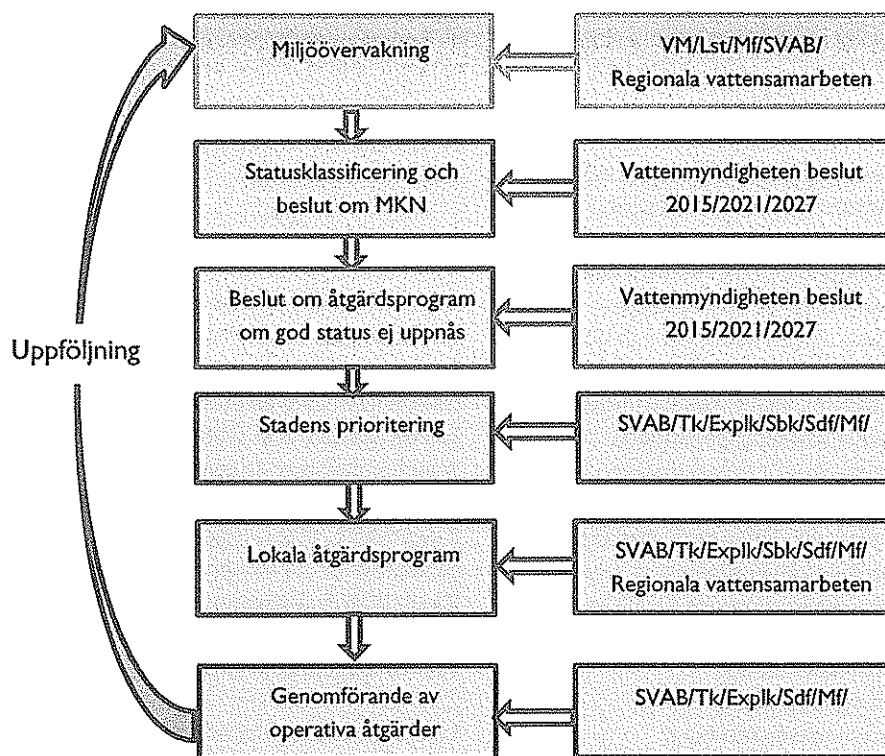 Miljöövervakning
VM/Lst/Mf/SVAB/
Regionala vattensamarbeten
Statusklassificering och
beslut om MKN
Vattenmyndigheten beslut
2015/2021/2027
Beslut om åtgärdsprogram
om god status ej uppnås
Vattenmyndigheten beslut
2015/2021/2027
Uppföljning
Stadens prioritering
SVAB/Tk/Explk/Sbk/Sdf/Mf/
Lokala åtgärdsprogram
SVAB/Tk/Explk/Sbk/Sdf/Mf/
Regionala vattensamarbeten
Genomförande av
operativa åtgärder
SVAB/Tk/Explk/Sdf/Mf/